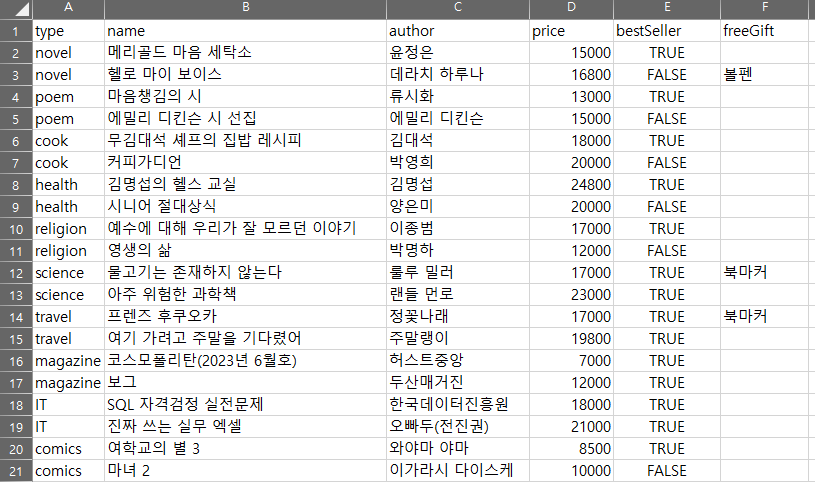 A B C D E F
1 type name author price bestSeller freeGift
2 novel 메리골드 마음 세탁소 윤정은 15000 TRUE
3 novel 헬로 마이 보이스 데라치 하루나 16800 FALSE 볼펜
4 poem 마음챙김의 시 류시화 13000 TRUE
5 poem 에밀리 디킨슨 시 선집 에밀리 디킨슨 15000 FALSE
6 cook 무김대석 셰프의 집밥 레시피 김대석 18000 TRUE
7 cook 커피가디언 박영희 20000 FALSE
8 health 김명섭의 헬스 교실 김명섭 24800 TRUE
9 health 시니어 절대상식 양은미 20000 FALSE
10 religion 예수에 대해 우리가 잘 모르던 이야기 이종범 17000 TRUE
11 religion 영생의 삶 박명하 12000 FALSE
12 science 물고기는 존재하지 않는다 룰루 밀러 17000 TRUE 북마커
13 science 아주 위험한 과학책 랜들 먼로 23000 TRUE
14 travel 프렌즈 후쿠오카 정꽃나래 17000 TRUE 북마커
15 travel 여기 가려고 주말을 기다렸어 주말랭이 19800 TRUE
16 magazine 코스모폴리탄(2023년 6월호) 허스트중앙 7000 TRUE
17 magazine 보그 두산매거진 12000 TRUE
18 IT SQL 자격검정 실전문제 한국데이터진흥원 18000 TRUE
19 IT 진짜 쓰는 실무 엑셀 오빠두(전진권) 21000 TRUE
20 comics 여학교의 별 3 와야마 야마 8500 TRUE
21 comics 마녀 2 이가라시 다이스케 10000 FALSE